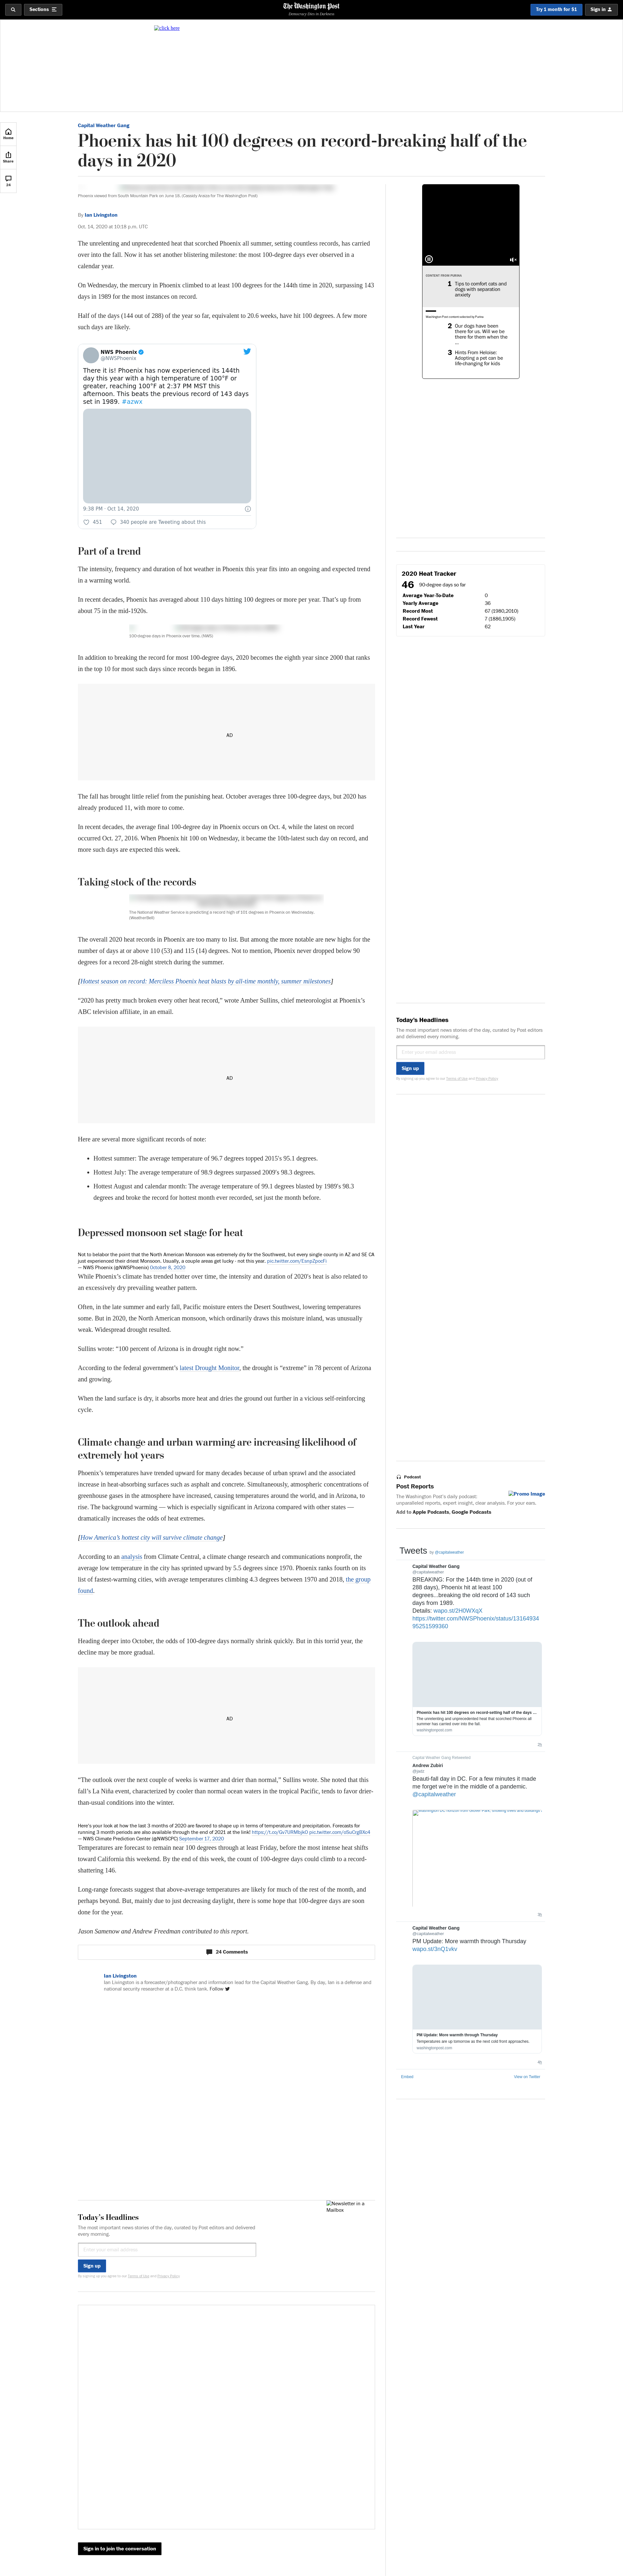 Sections
The Washington Post
Democracy Dies in Darkness
Try 1 month for $1
Sign in
click here
Home
Share
24
Capital Weather Gang
Phoenix has hit 100 degrees on record-breaking half of the
days in 2020
Phoenix viewed from South Mountain Park on June 16. (Cassidy Araiza for The Washington Post)
By Ian Livingston
Oct. 14, 2020 at 10:18 p.m. UTC
The unrelenting and unprecedented heat that scorched Phoenix all summer, setting countless records, has carried
over into the fall. Now it has set another blistering milestone: the most 100-degree days ever observed in a
calendar year.
On Wednesday, the mercury in Phoenix climbed to at least 100 degrees for the 144th time in 2020, surpassing 143
days in 1989 for the most instances on record.
Half of the days (144 out of 288) of the year so far, equivalent to 20.6 weeks, have hit 100 degrees. A few more
such days are likely.
NWS Phoenix
@NWSPhoenix
There it is! Phoenix has now experienced its 144th
day this year with a high temperature of 100°F or
greater, reaching 100°F at 2:37 PM MST this
afternoon. This beats the previous record of 143 days
set in 1989. #azwx
9:38 PM · Oct 14, 2020
451
340 people are Tweeting about this
Part of a trend
The intensity, frequency and duration of hot weather in Phoenix this year fits into an ongoing and expected trend
in a warming world.
In recent decades, Phoenix has averaged about 110 days hitting 100 degrees or more per year. That's up from
about 75 in the mid-1920s.
100-degree days in Phoenix over time. (NWS)
In addition to breaking the record for most 100-degree days, 2020 becomes the eighth year since 2000 that ranks
in the top 10 for most such days since records began in 1896.
AD
The fall has brought little relief from the punishing heat. October averages three 100-degree days, but 2020 has
already produced 11, with more to come.
In recent decades, the average final 100-degree day in Phoenix occurs on Oct. 4, while the latest on record
occurred Oct. 27, 2016. When Phoenix hit 100 on Wednesday, it became the 10th-latest such day on record, and
more such days are expected this week.
Taking stock of the records
The National Weather Service is predicting a record high of 101 degrees in Phoenix on Wednesday.
(WeatherBell)
The overall 2020 heat records in Phoenix are too many to list. But among the more notable are new highs for the
number of days at or above 110 (53) and 115 (14) degrees. Not to mention, Phoenix never dropped below 90
degrees for a record 28-night stretch during the summer.
[Hottest season on record: Merciless Phoenix heat blasts by all-time monthly, summer milestones]
“2020 has pretty much broken every other heat record,” wrote Amber Sullins, chief meteorologist at Phoenix's
ABC television affiliate, in an email.
AD
Here are several more significant records of note:
• Hottest summer: The average temperature of 96.7 degrees topped 2015's 95.1 degrees.
• Hottest July: The average temperature of 98.9 degrees surpassed 2009's 98.3 degrees.
• Hottest August and calendar month: The average temperature of 99.1 degrees blasted by 1989's 98.3
degrees and broke the record for hottest month ever recorded, set just the month before.
Depressed monsoon set stage for heat
Not to belabor the point that the North American Monsoon was extremely dry for the Southwest, but every single county in AZ and SE CA
just experienced their driest Monsoon. Usually, a couple areas get lucky - not this year.
— NWS Phoenix (@NWSPhoenix) October 8, 2020
While Phoenix's climate has trended hotter over time, the intensity and duration of 2020's heat is also related to
an excessively dry prevailing weather pattern.
Often, in the late summer and early fall, Pacific moisture enters the Desert Southwest, lowering temperatures
some. But in 2020, the North American monsoon, which ordinarily draws this moisture inland, was unusually
weak. Widespread drought resulted.
Sullins wrote: “100 percent of Arizona is in drought right now.”
According to the federal government's latest Drought Monitor, the drought is “extreme” in 78 percent of Arizona
and growing.
When the land surface is dry, it absorbs more heat and dries the ground out further in a vicious self-reinforcing
cycle.
Climate change and urban warming are increasing likelihood of
extremely hot years
Phoenix's temperatures have trended upward for many decades because of urban sprawl and the associated
increase in heat-absorbing surfaces such as asphalt and concrete. Simultaneously, atmospheric concentrations of
greenhouse gases have increased, causing temperatures around the world, and also in Arizona, to
rise. The background warming — which is especially significant in Arizona compared with other states —
dramatically increases the odds of extreme heat.
[How America's hottest city will survive climate change]
According to an analysis from Climate Central, a climate change research and communications nonprofit, the
average low temperature in the city has sprinted upward by 5.5 degrees since 1970. Phoenix ranks fourth on its
list of fastest-warming cities, with average temperatures climbing 4.3 degrees between 1970 and 2018, the group
found.
The outlook ahead
Heading deeper into October, the odds of 100-degree days normally shrink quickly. But in this torrid year, the
decline may be more gradual.
AD
“The outlook over the next couple of weeks is warmer and drier than normal,” Sullins wrote. She noted that this
fall's La Niña event, characterized by cooler than normal ocean waters in the tropical Pacific, tends to favor drier-
than-usual conditions into the winter.
Here's your look at how the last 3 months of 2020 are favored to shape up in terms of temperature and precipitation. Forecasts for
running 3 month periods are also available through the end of 2021 at the link!
— NWS Climate Prediction Center (@NWSCPC) September 17, 2020
Temperatures are forecast to remain near 100 degrees through at least Friday, before the most intense heat shifts
toward California this weekend. By the end of this week, the count of 100-degree days could climb to a record-
shattering 146.
Long-range forecasts suggest that above-average temperatures are likely for much of the rest of the month, and
perhaps beyond. But, mainly due to just decreasing daylight, there is some hope that 100-degree days are soon
done for the year.
Jason Samenow and Andrew Freedman contributed to this report.
24 Comments
Ian Livingston
Ian Livingston is a forecaster/photographer and information lead for the Capital Weather Gang. By day, Ian is a defense and
national security researcher at a D.C. think tank. Follow
Today's Headlines
The most important news stories of the day, curated by Post editors and delivered
every morning.
Enter your email address
Sign up
By signing up you agree to our Terms of Use and Privacy Policy
Newsletter in a
Mailbox
Sign in to join the conversation
CONTENT FROM PURINA
1 Tips to comfort cats and
dogs with separation
anxiety
Washington Post content selected by Purina
2 Our dogs have been
there for us. Will we be
there for them when the
...
3 Hints From Heloise:
Adopting a pet can be
life-changing for kids
2020 Heat Tracker
46 90-degree days so far
Average Year-To-Date 0
Yearly Average 36
Record Most 67 (1980,2010)
Record Fewest 7 (1886,1905)
Last Year 62
Today's Headlines
The most important news stories of the day, curated by Post editors
and delivered every morning.
Enter your email address
Sign up
By signing up you agree to our Terms of Use and Privacy Policy
Podcast
Post Reports
The Washington Post's daily podcast:
unparalleled reports, expert insight, clear analysis. For your ears.
Promo Image
Add to Apple Podcasts, Google Podcasts
Tweets by @capitalweather
Capital Weather Gang
@capitalweather
BREAKING: For the 144th time in 2020 (out of
288 days), Phoenix hit at least 100
degrees...breaking the old record of 143 such
days from 1989.
Details: wapo.st/2H0WXqX
https://twitter.com/NWSPhoenix/status/13164934
95251599360
Phoenix has hit 100 degrees on record-setting half of the days …
The unrelenting and unprecedented heat that scorched Phoenix all
summer has carried over into the fall.
washingtonpost.com
Capital Weather Gang Retweeted
Andrew Zubiri
Beauti-fall day in DC. For a few minutes it made
me forget we're in the middle of a pandemic.
@capitalweather
Capital Weather Gang
@capitalweather
PM Update: More warmth through Thursday
wapo.st/3nQ1vkv
PM Update: More warmth through Thursday
Temperatures are up tomorrow as the next cold front approaches.
washingtonpost.com
Embed
View on Twitter